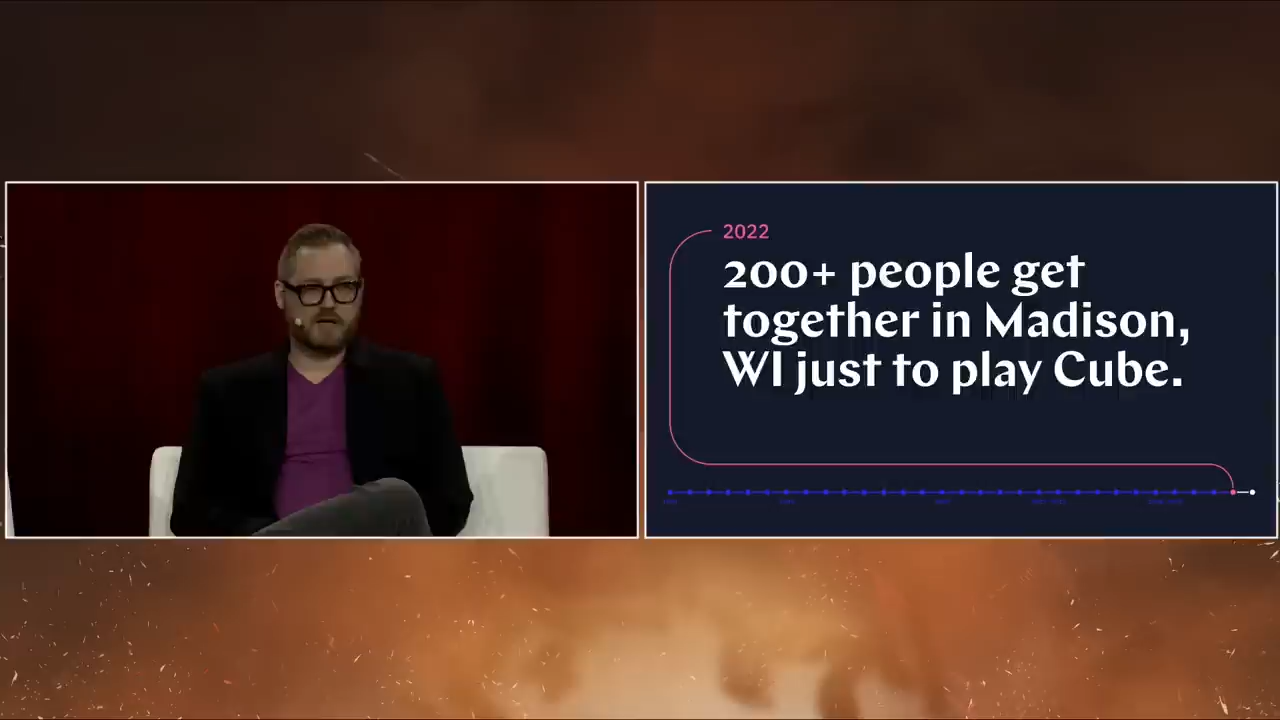 2022
200+ people get
together in Madison,
WI just to play Cube.